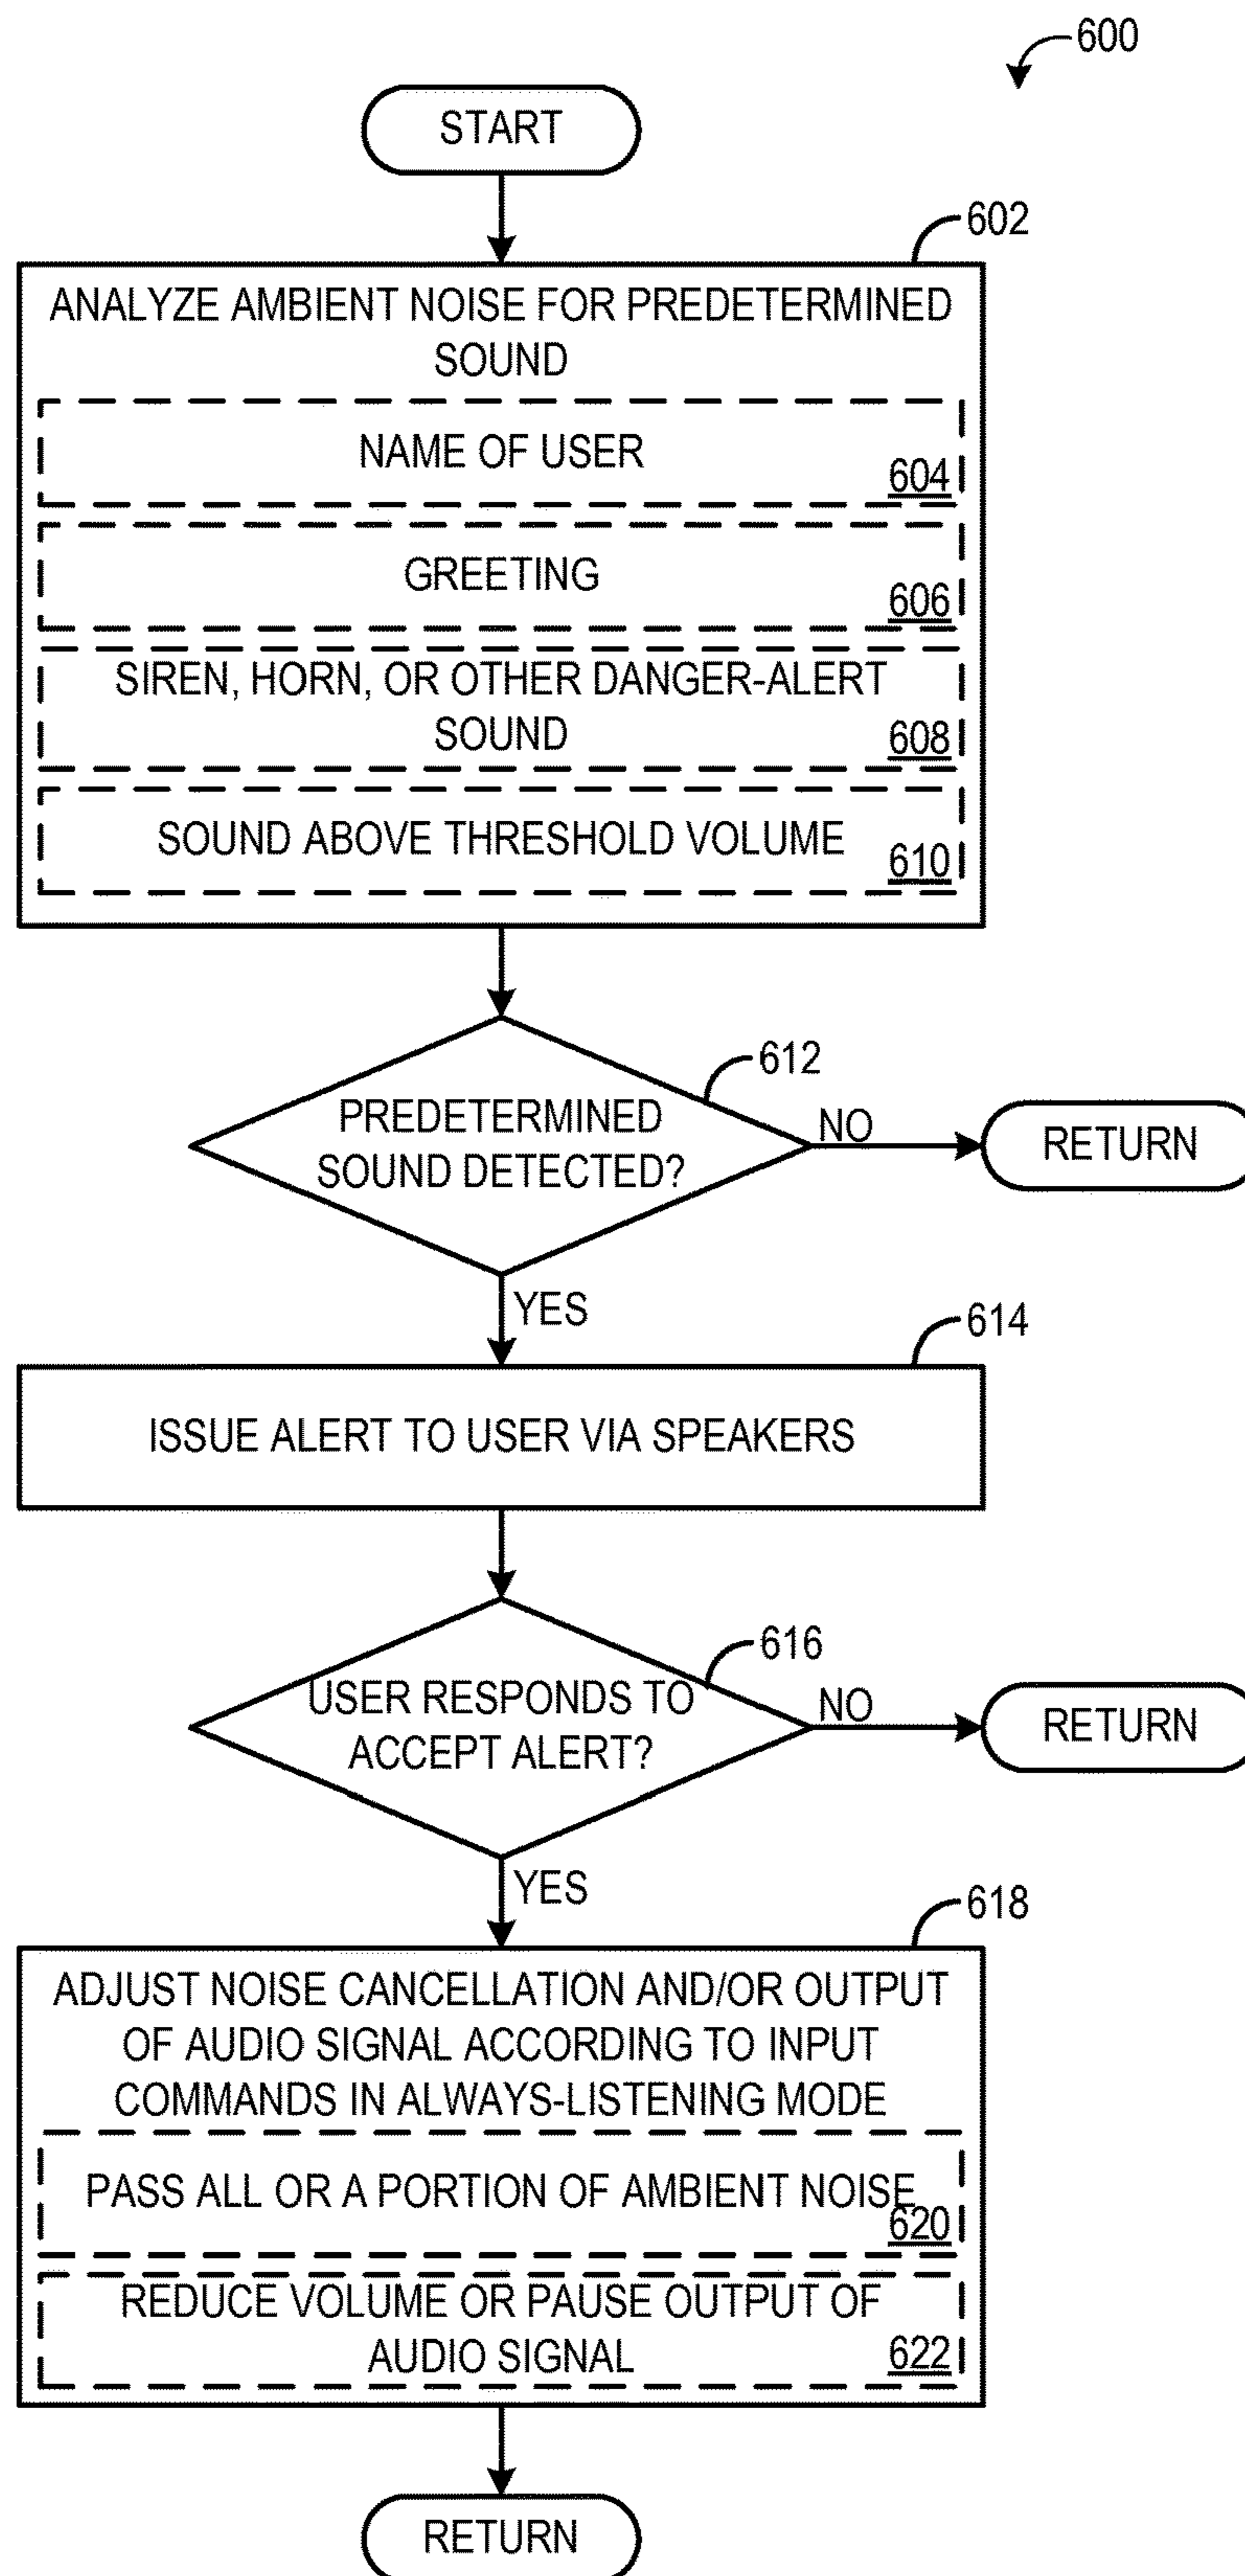 600
START
602
ANALYZE AMBIENT NOISE FOR PREDETERMINED
SOUND
NAME OF USER
604
GREETING
606
SIREN, HORN, OR OTHER DANGER-ALERT
SOUND
608
SOUND ABOVE THRESHOLD VOLUME
610
612
PREDETERMINED
SOUND DETECTED?
NO
RETURN
YES
614
ISSUE ALERT TO USER VIA SPEAKERS
616
USER RESPONDS TO
ACCEPT ALERT?
NO
RETURN
YES
618
ADJUST NOISE CANCELLATION AND/OR OUTPUT
OF AUDIO SIGNAL ACCORDING TO INPUT
COMMANDS IN ALWAYS-LISTENING MODE
PASS ALL OR A PORTION OF AMBIENT NOISE
620
REDUCE VOLUME OR PAUSE OUTPUT OF
AUDIO SIGNAL
622
RETURN